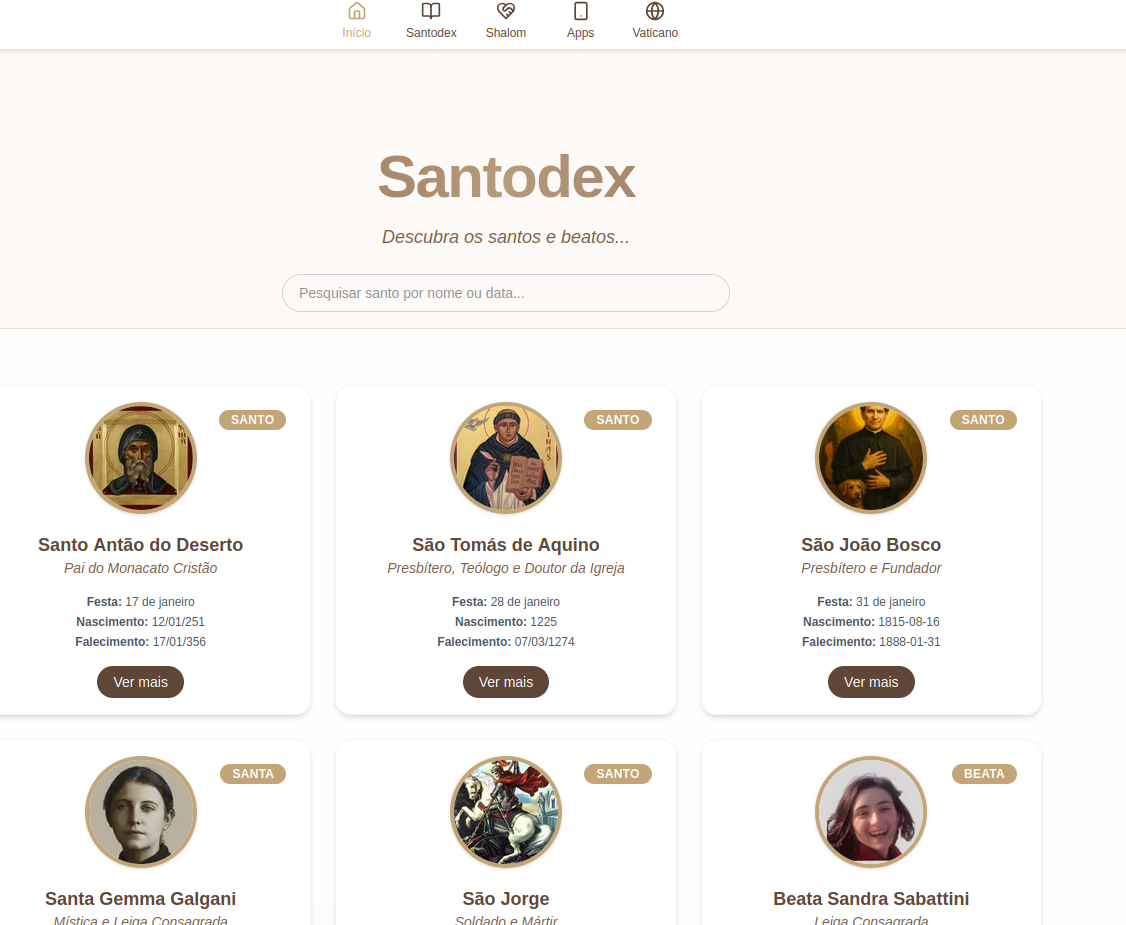 Início Santodex Shalom Apps Vaticano
Santodex
Descubra os santos e beatos...
Pesquisar santo por nome ou data...
SANTO
Santo Antão do Deserto
Pai do Monacato Cristão
Festa: 17 de janeiro
Nascimento: 12/01/251
Falecimento: 17/01/356
Ver mais
SANTO
São Tomás de Aquino
Presbítero, Teólogo e Doutor da Igreja
Festa: 28 de janeiro
Nascimento: 1225
Falecimento: 07/03/1274
Ver mais
SANTO
São João Bosco
Presbítero e Fundador
Festa: 31 de janeiro
Nascimento: 1815-08-16
Falecimento: 1888-01-31
Ver mais
SANTA
Santa Gemma Galgani
Mística e Leiga Consagrada
SANTO
São Jorge
Soldado e Mártir
BEATA
Beata Sandra Sabattini
Leiga Consagrada